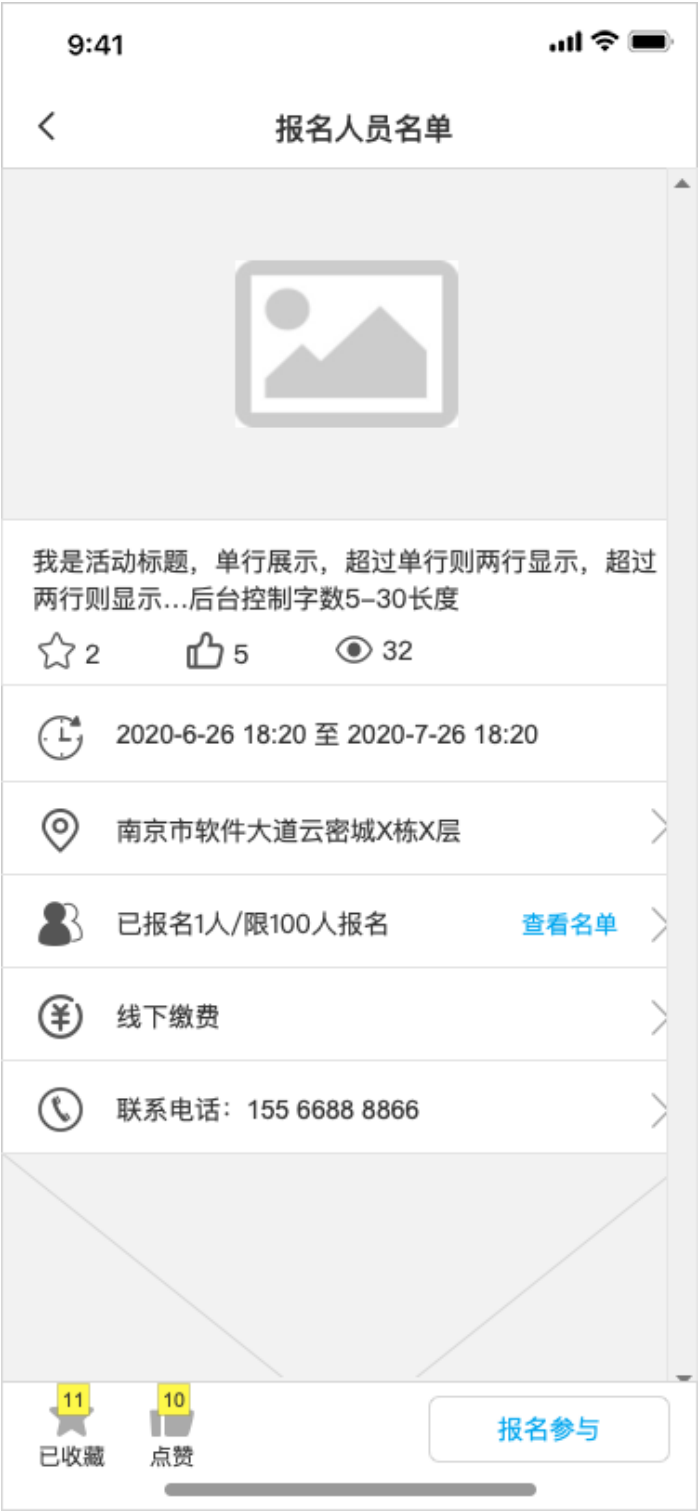 9:41
报名人员名单
我是活动标题，单行展示，超过单行则两行显示，超过
两行则显示...后台控制字数5-30长度
2 5 32
2020-6-26 18:20 至 2020-7-26 18:20
南京市软件大道云密城X栋X层
已报名1人/限100人报名 查看名单
线下缴费
联系电话：155 6688 8866
11 10
已收藏 点赞 报名参与